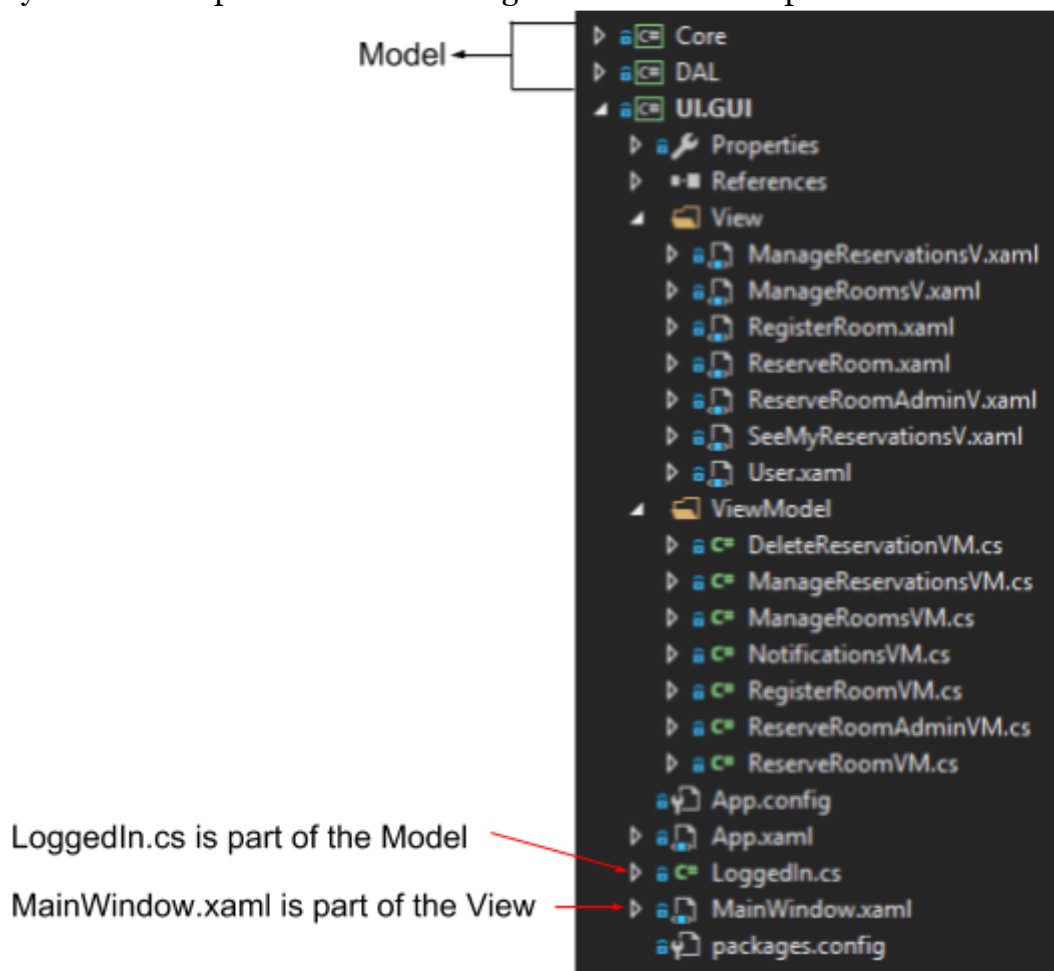 Model
Core
DAL
UI.GUI
Properties
References
View
ManageReservationsV.xaml
ManageRoomsV.xaml
RegisterRoom.xaml
ReserveRoom.xaml
ReserveRoomAdminV.xaml
SeeMyReservationsV.xaml
User.xaml
ViewModel
C# DeleteReservationVM.cs
C# ManageReservationsVM.cs
C# ManageRoomsVM.cs
C# NotificationsVM.cs
C# RegisterRoomVM.cs
C# ReserveRoomAdminVM.cs
C# ReserveRoomVM.cs
App.config
LoggedIn.cs is part of the Model
App.xaml
C# LoggedIn.cs
MainWindow.xaml is part of the View
MainWindow.xaml
packages.config